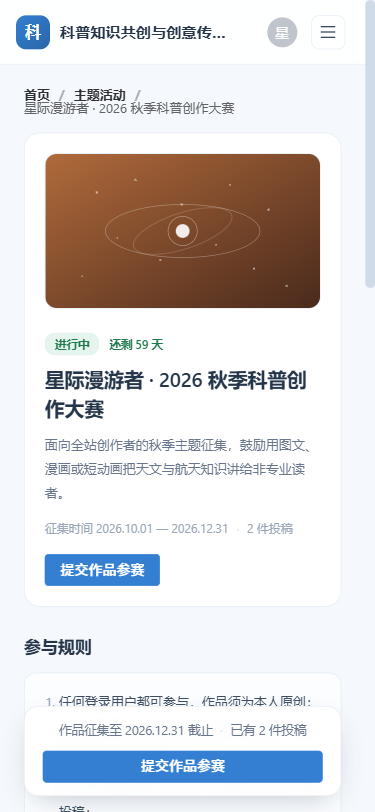 科 科普知识共创与创意传… 星
首页 / 主题活动 /
星际漫游者 · 2026 秋季科普创作大赛
进行中 还剩 59 天
星际漫游者 · 2026 秋季科普创
作大赛
面向全站创作者的秋季主题征集，鼓励用图文、
漫画或短动画把天文与航天知识讲给非专业读
者。
征集时间 2026.10.01 — 2026.12.31 · 2 件投稿
提交作品参赛
参与规则
1. 任何登录用户都可参与，作品须为本人原创；
作品征集至 2026.12.31 截止 · 已有 2 件投稿
提交作品参赛
投稿；